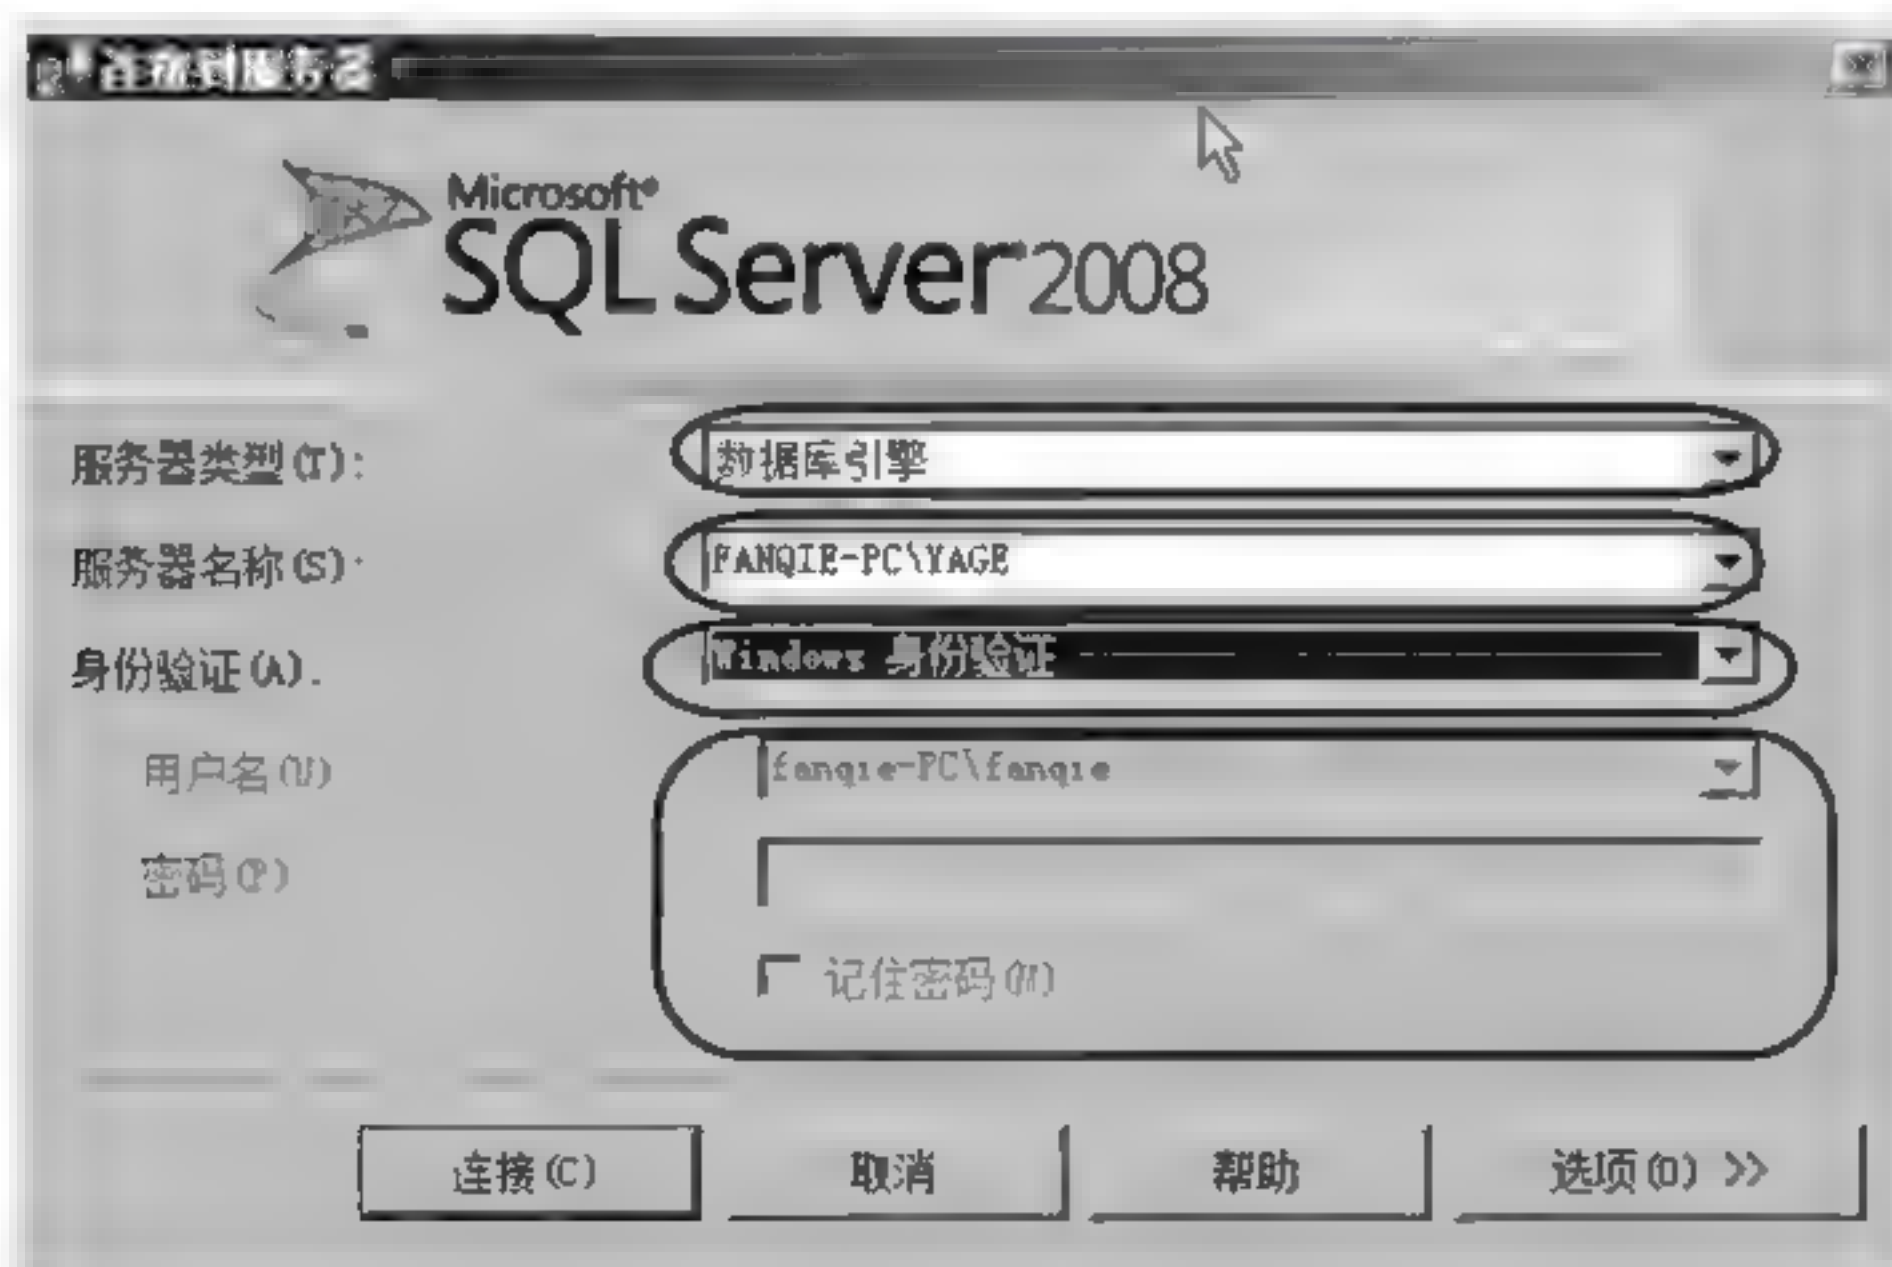 连接到服务器
Microsoft®
SQL Server 2008
服务器类型(T): 数据库引擎
服务器名称(S): FANQIE-PC\YAGE
身份验证(A): Windows 身份验证
用户名(U) fanqie-PC\fanqie
密码(P)
记住密码(M)
连接(C) 取消 帮助 选项(O) >>